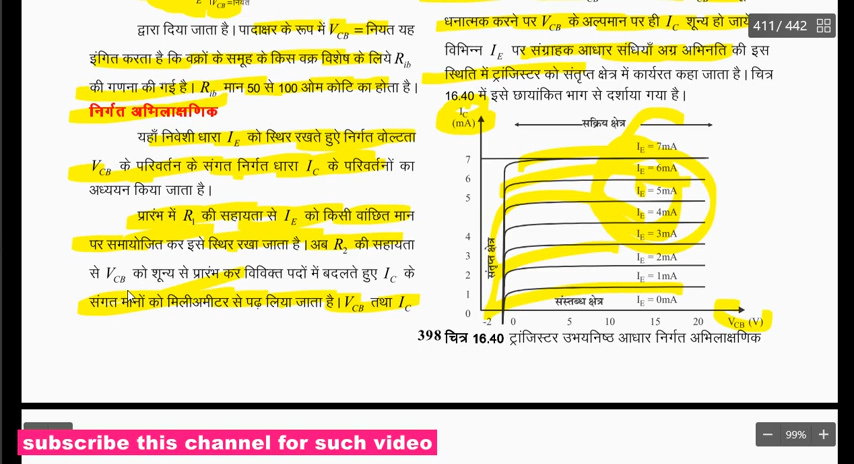 द्वारा दिया जाता है। पादाक्षर के रूप में V_CB = नियत यह
इंगित करता है कि वक्रों के समूह के किस वक्र विशेष के लिये R_ib
की गणना की गई है। R_ib मान 50 से 100 ओम कोटि का होता है।
निर्गत अभिलाक्षणिक
यहाँ निवेशी धारा I_E को स्थिर रखते हुऐ निर्गत वोल्टता
V_CB के परिवर्तन के संगत निर्गत धारा I_C के परिवर्तनों का
अध्ययन किया जाता है।
प्रारंभ में R_1 की सहायता से I_E को किसी वांछित मान
पर समायोजित कर इसे स्थिर रखा जाता है। अब R_2 की सहायता
से V_CB को शून्य से प्रारंभ कर विविक्त पदों में बदलते हुए I_C के
संगत मानों को मिलीअमीटर से पढ़ लिया जाता है। V_CB तथा I_C
धनात्मक करने पर V_CB के अल्पमान पर ही I_C शून्य हो जाये
विभिन्न I_E पर संग्राहक आधार संधियाँ अग्र अभिनति की इस
स्थिति में ट्रांजिस्टर को संतृप्त क्षेत्र में कार्यरत कहा जाता है। चित्र
16.40 में इसे छायांकित भाग से दर्शाया गया है।
I_C
(mA)
सक्रिय क्षेत्र
I_E = 7mA
7
I_E = 6mA
6
I_E = 5mA
5
I_E = 4mA
4
I_E = 3mA
3
I_E = 2mA
2
I_E = 1mA
1
I_E = 0mA
0
संतृप्त क्षेत्र
संस्तब्ध क्षेत्र
-2 0 5 10 15 20 V_CB (V)
398 चित्र 16.40 ट्रांजिस्टर उभयनिष्ठ आधार निर्गत अभिलाक्षणिक
411 / 442
99%
subscribe this channel for such video